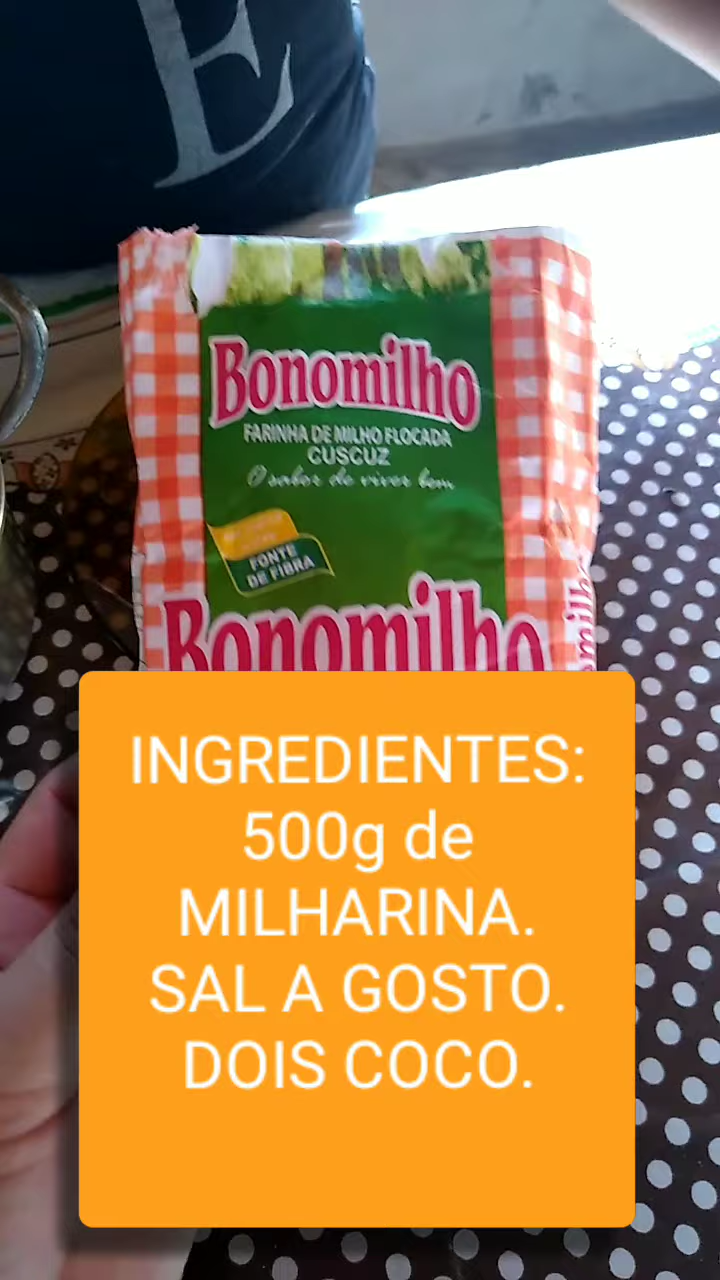 E
Bonomilho
FARINHA DE MILHO FLOCADA
CUSCUZ
O sabor de viver bem
FONTE
DE FIBRA
Bonomilho
INGREDIENTES:
500g de
MILHARINA.
SAL A GOSTO.
DOIS COCO.